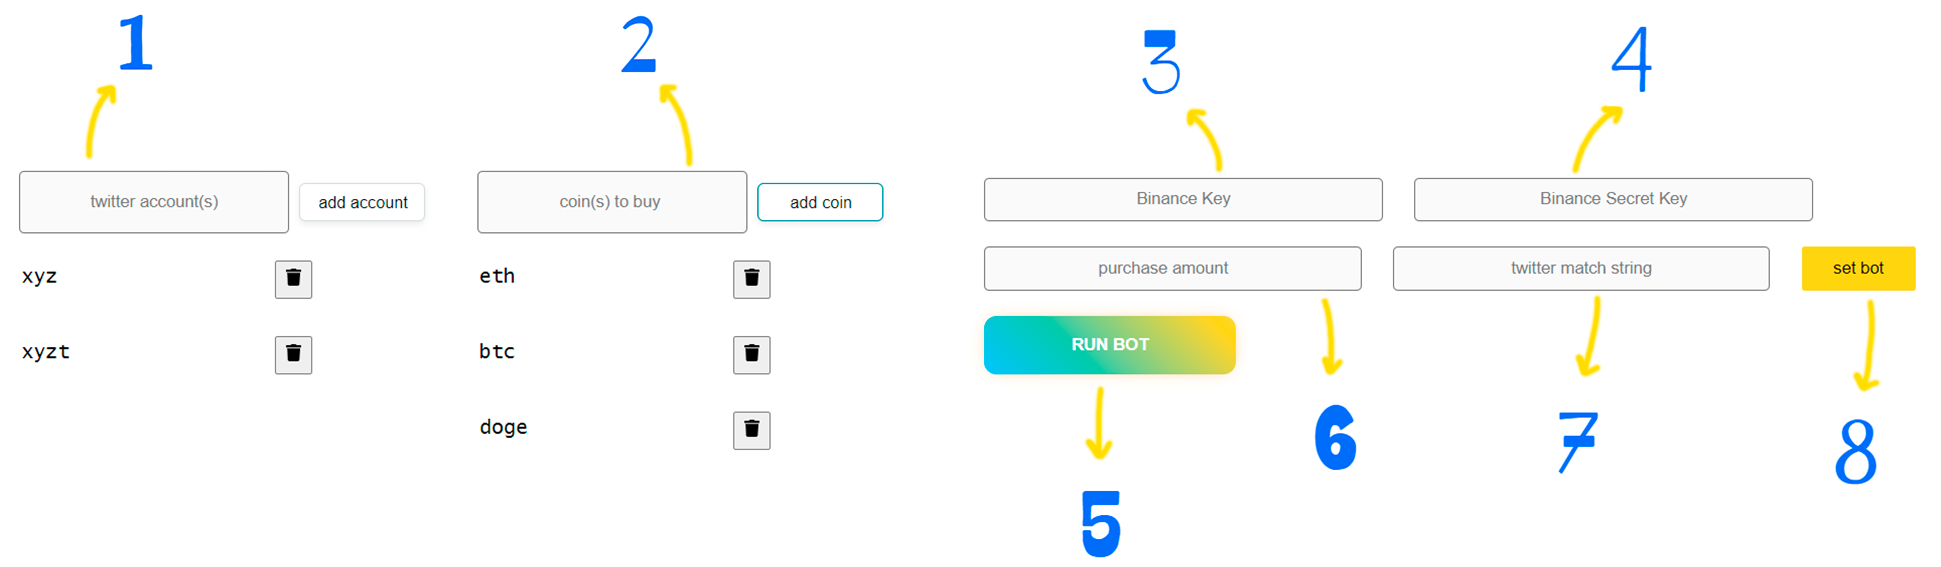 1
2
3
4
twitter account(s)
add account
coin(s) to buy
add coin
Binance Key
Binance Secret Key
purchase amount
twitter match string
set bot
xyz
eth
RUN BOT
xyzt
btc
doge
5
6
7
8